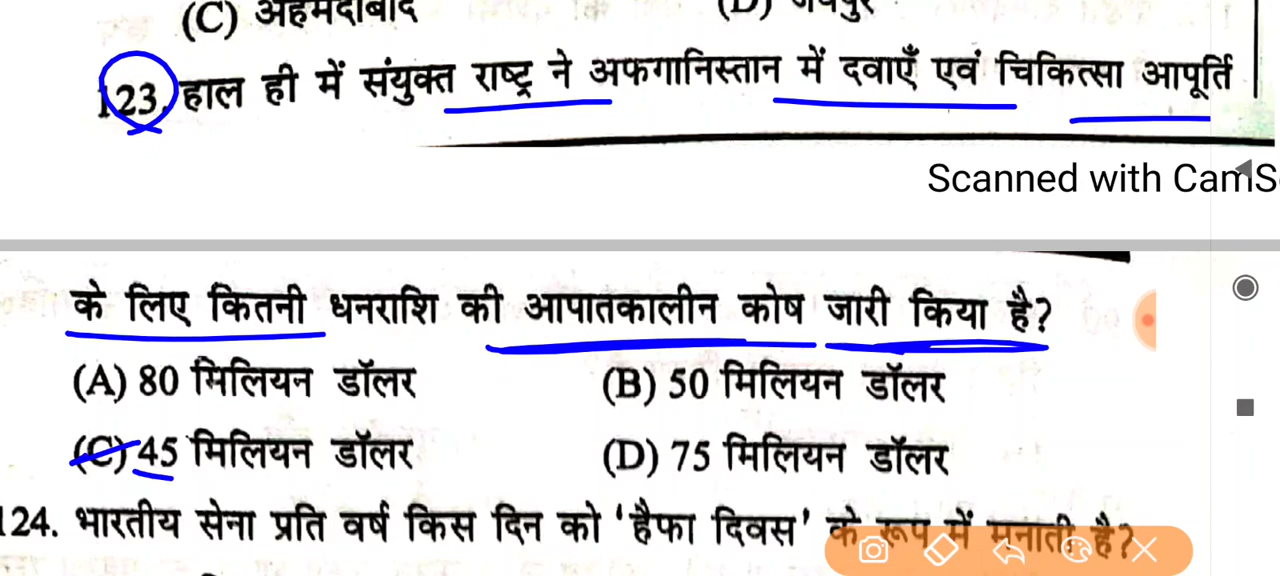 (C) अहमदाबाद (D) जयपुर
123. हाल ही में संयुक्त राष्ट्र ने अफगानिस्तान में दवाएँ एवं चिकित्सा आपूर्ति
Scanned with CamS
के लिए कितनी धनराशि की आपातकालीन कोष जारी किया है?
(A) 80 मिलियन डॉलर (B) 50 मिलियन डॉलर
(C) 45 मिलियन डॉलर (D) 75 मिलियन डॉलर
124. भारतीय सेना प्रति वर्ष किस दिन को 'हैफा दिवस' के रूप में मनाती है?